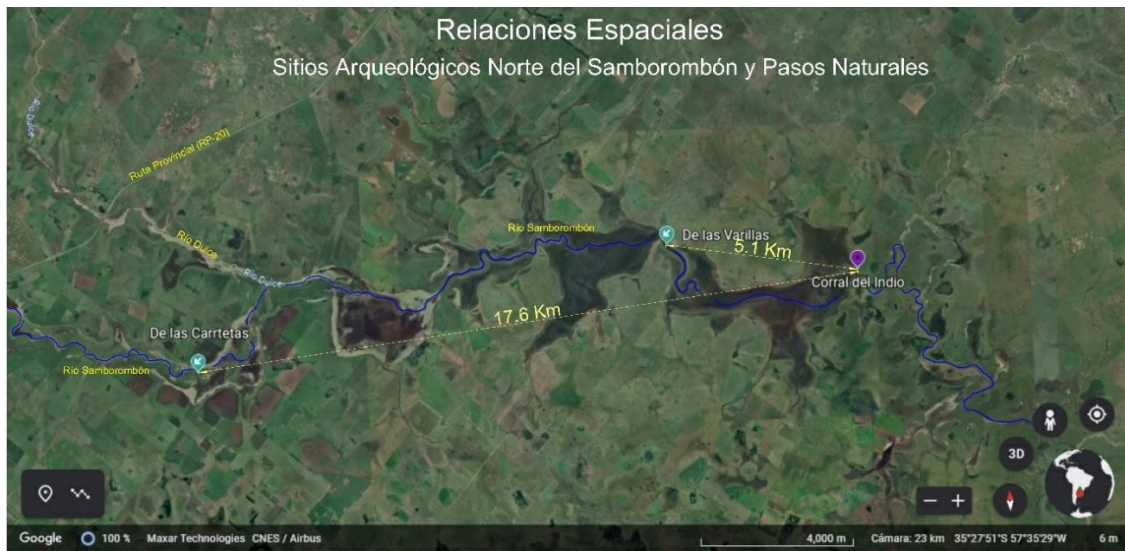 Relaciones Espaciales
Sitios Arqueológicos Norte del Samborombón y Pasos Naturales
Río Dulce
Ruta Provincial (RP-20)
Río Dulce
Río Dulce
Río Samborombón
De las Varillas
5.1 Km
Corral del Indio
17.6 Km
De las Carrtetas
Río Samborombón
3D
Google 100 % Maxar Technologies CNES / Airbus 4,000 m Cámara: 23 km 35°27'51"S 57°35'29"W 6 m